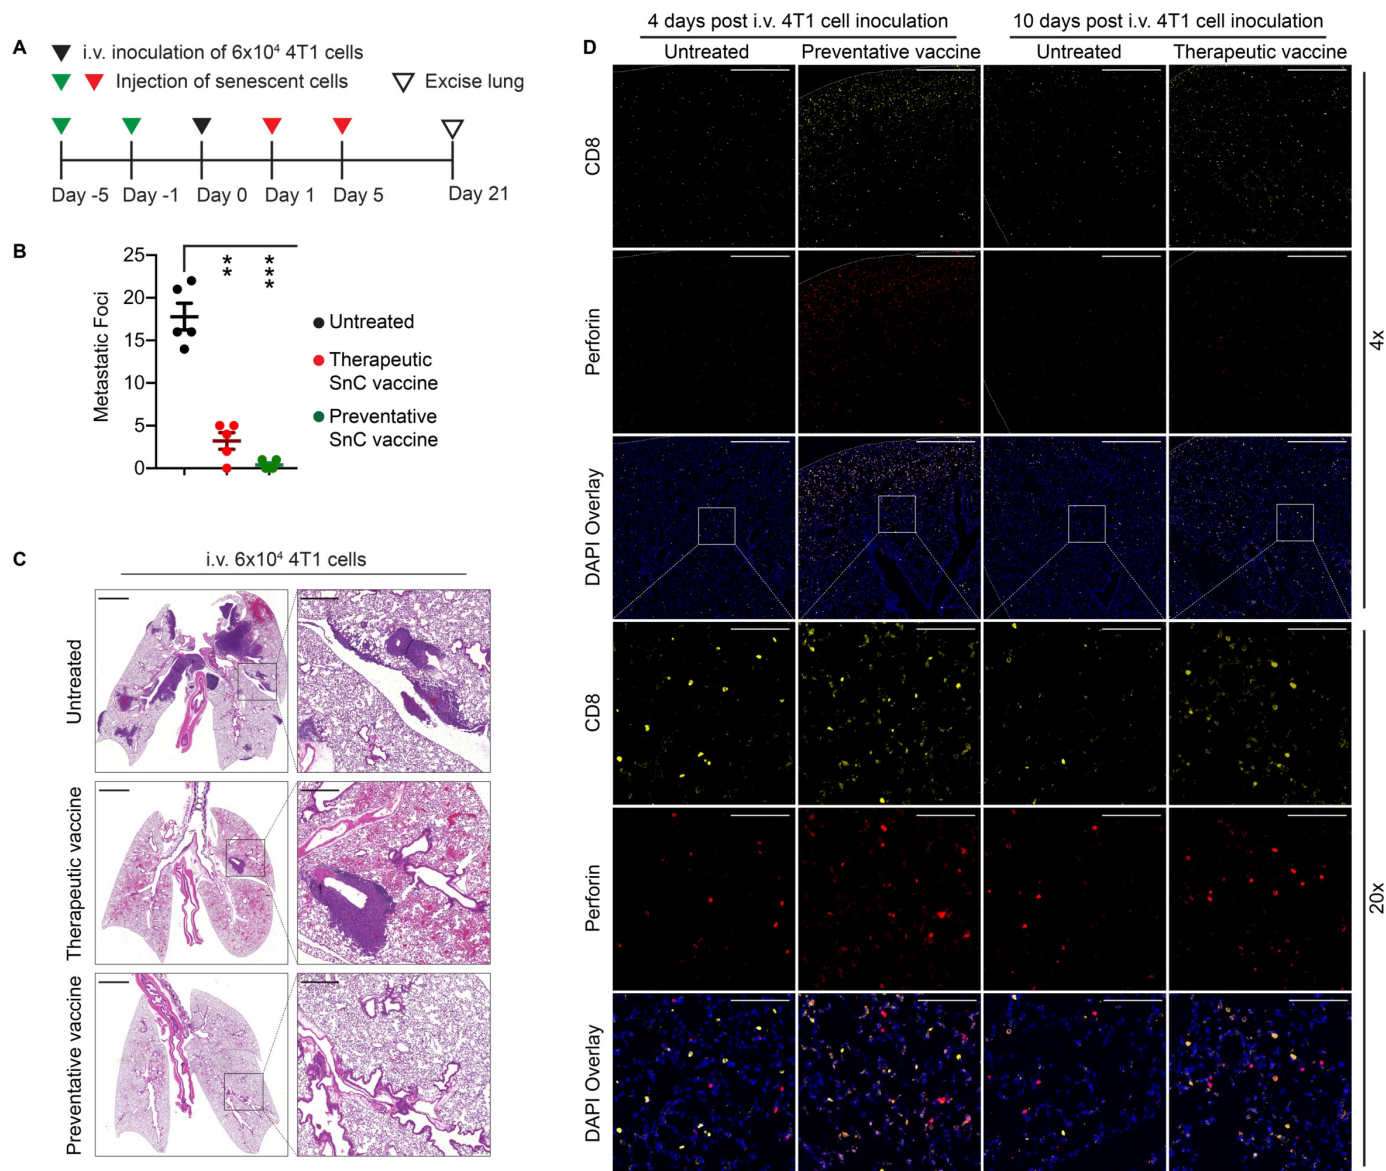 A
i.v. inoculation of 6x10⁴ 4T1 cells
Injection of senescent cells
Excise lung
Day -5
Day -1
Day 0
Day 1
Day 5
Day 21
B
25
20
15
10
5
0
Metastatic Foci
**
***
Untreated
Therapeutic
SnC vaccine
Preventative
SnC vaccine
C
i.v. 6x10⁴ 4T1 cells
Untreated
Therapeutic vaccine
Preventative vaccine
D
4 days post i.v. 4T1 cell inoculation
10 days post i.v. 4T1 cell inoculation
Untreated
Preventative vaccine
Untreated
Therapeutic vaccine
CD8
Perforin
DAPI Overlay
4x
CD8
Perforin
DAPI Overlay
20x